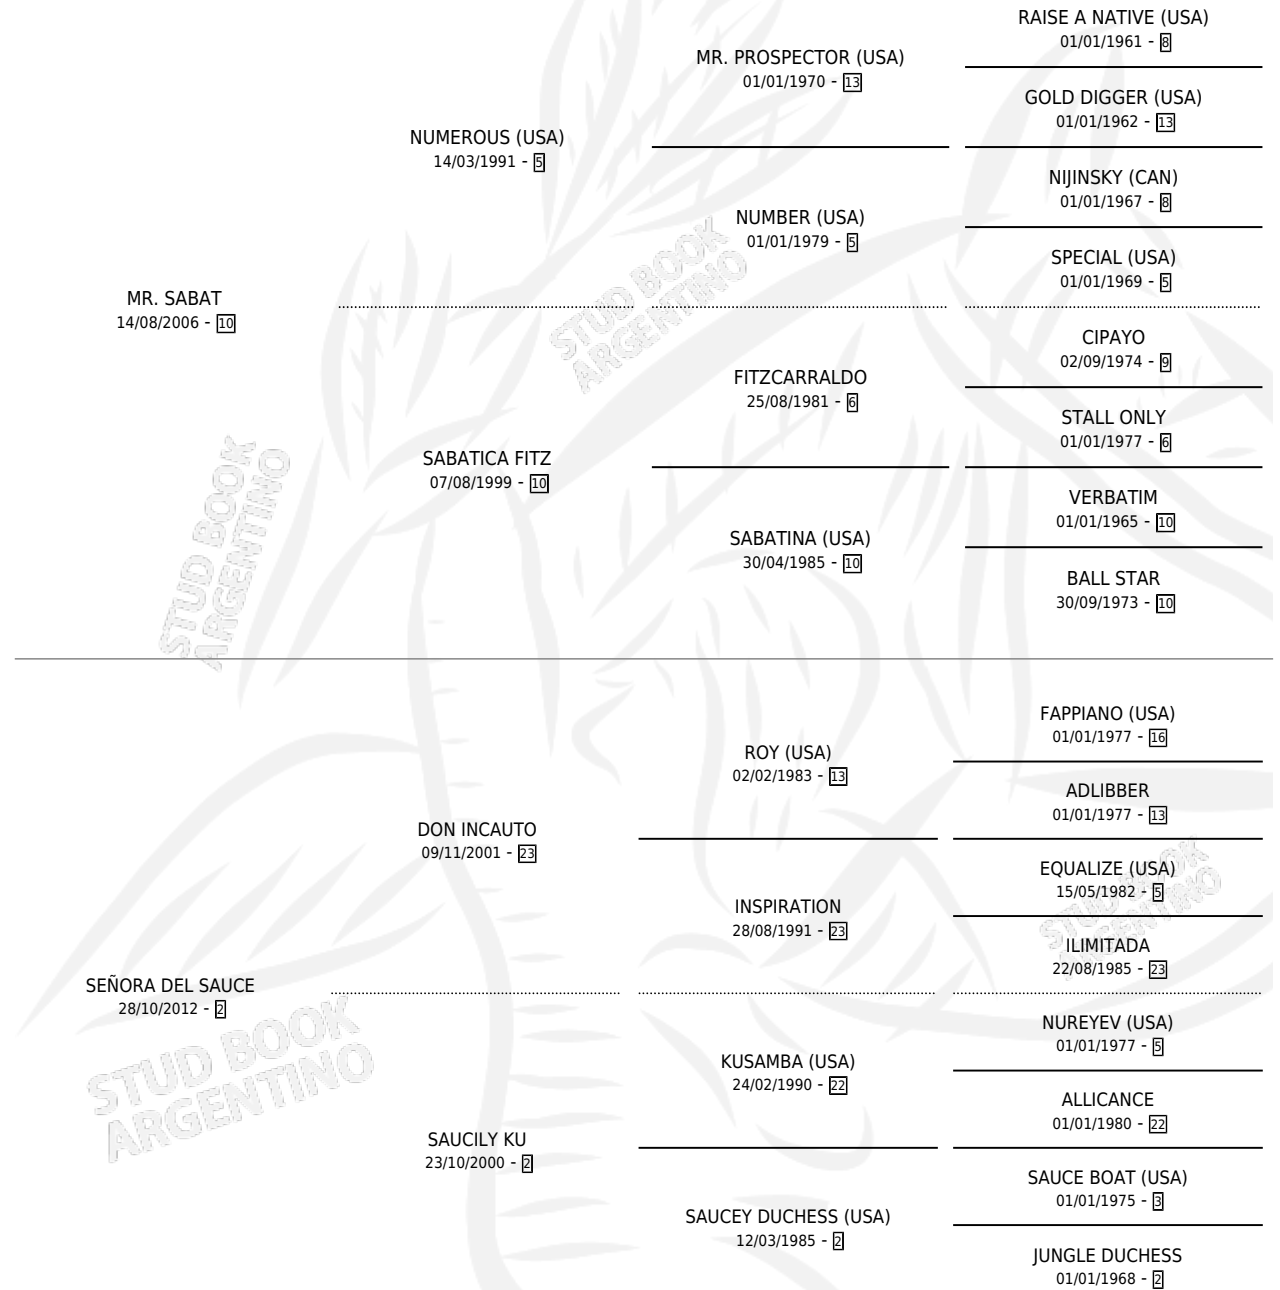 RAISE A NATIVE (USA)
01/01/1961 - 8
MR. PROSPECTOR (USA)
01/01/1970 - 13
GOLD DIGGER (USA)
01/01/1962 - 13
NUMEROUS (USA)
14/03/1991 - 5
NIJINSKY (CAN)
01/01/1967 - 8
NUMBER (USA)
01/01/1979 - 5
SPECIAL (USA)
01/01/1969 - 5
MR. SABAT
14/08/2006 - 10
CIPAYO
02/09/1974 - 9
FITZCARRALDO
25/08/1981 - 6
STALL ONLY
01/01/1977 - 6
SABATICA FITZ
07/08/1999 - 10
VERBATIM
01/01/1965 - 10
SABATINA (USA)
30/04/1985 - 10
BALL STAR
30/09/1973 - 10
STUD BOOK
ARGENTINO
STUD BOOK
ARGENTINO
FAPPIANO (USA)
01/01/1977 - 16
ROY (USA)
02/02/1983 - 13
ADLIBBER
01/01/1977 - 13
DON INCAUTO
09/11/2001 - 23
EQUALIZE (USA)
15/05/1982 - 5
INSPIRATION
28/08/1991 - 23
ILIMITADA
22/08/1985 - 23
SEÑORA DEL SAUCE
28/10/2012 - 2
NUREYEV (USA)
01/01/1977 - 5
KUSAMBA (USA)
24/02/1990 - 22
ALLICANCE
01/01/1980 - 22
SAUCILY KU
23/10/2000 - 2
SAUCE BOAT (USA)
01/01/1975 - 3
SAUCEY DUCHESS (USA)
12/03/1985 - 2
JUNGLE DUCHESS
01/01/1968 - 2
STUD BOOK
ARGENTINO
STUD BOOK
ARGENTINO